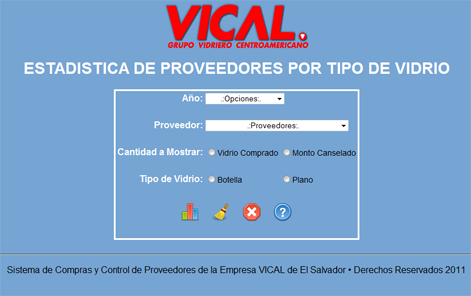 VICAL.
GRUPO VIDRIERO CENTROAMERICANO
ESTADISTICA DE PROVEEDORES POR TIPO DE VIDRIO
Año: .:Opciones:.
Proveedor: .:Proveedores:.
Cantidad a Mostrar: Vidrio Comprado Monto Canselado
Tipo de Vidrio: Botella Plano
?
Sistema de Compras y Control de Proveedores de la Empresa VICAL de El Salvador • Derechos Reservados 2011